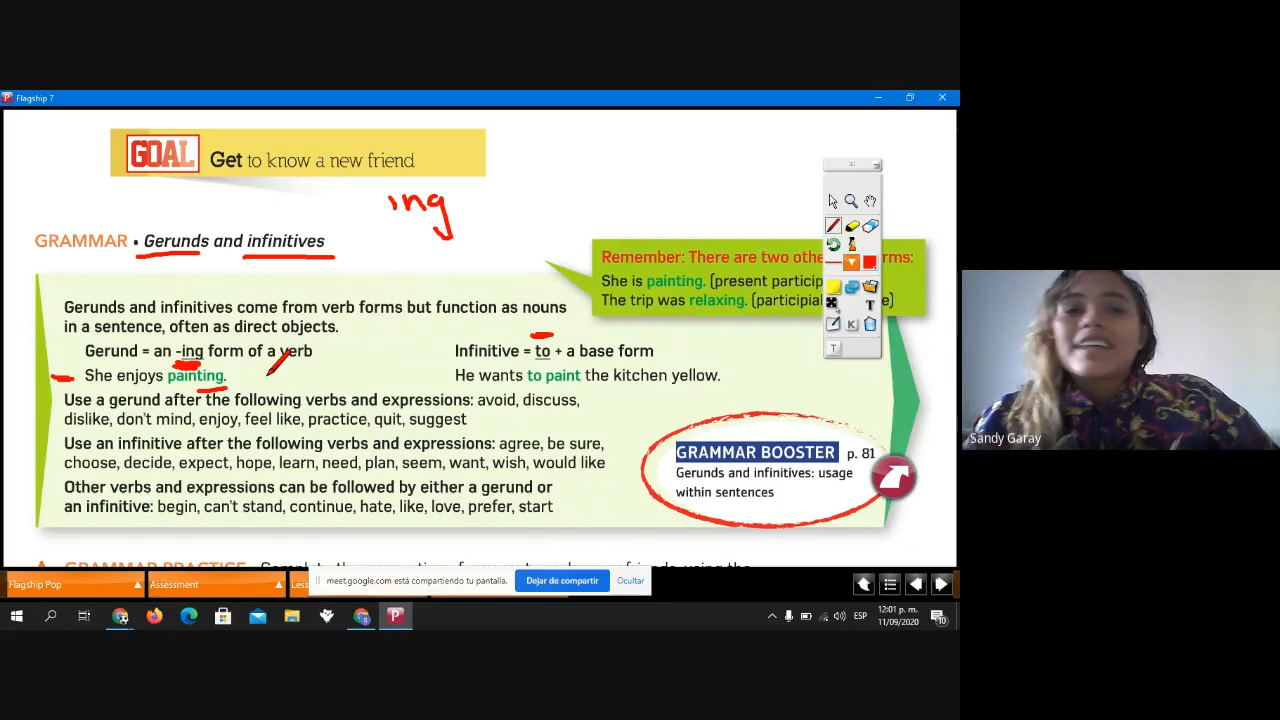 Flagship 7
GOAL Get to know a new friend
ing
GRAMMAR • Gerunds and infinitives
Remember: There are two othe rms:
She is painting. (present particip
The trip was relaxing. (participial e)
Gerunds and infinitives come from verb forms but function as nouns
in a sentence, often as direct objects.
Gerund = an -ing form of a verb
Infinitive = to + a base form
She enjoys painting.
He wants to paint the kitchen yellow.
Use a gerund after the following verbs and expressions: avoid, discuss,
dislike, don't mind, enjoy, feel like, practice, quit, suggest
Use an infinitive after the following verbs and expressions: agree, be sure,
choose, decide, expect, hope, learn, need, plan, seem, want, wish, would like
Other verbs and expressions can be followed by either a gerund or
an infinitive: begin, can't stand, continue, hate, like, love, prefer, start
GRAMMAR BOOSTER p. 81
Gerunds and infinitives: usage
within sentences
T
K
T
Sandy Garay
Flagship Pop
Assessment
Less
meet.google.com está compartiendo tu pantalla.
Dejar de compartir
Ocultar
ESP
12:01 p. m.
11/09/2020
10